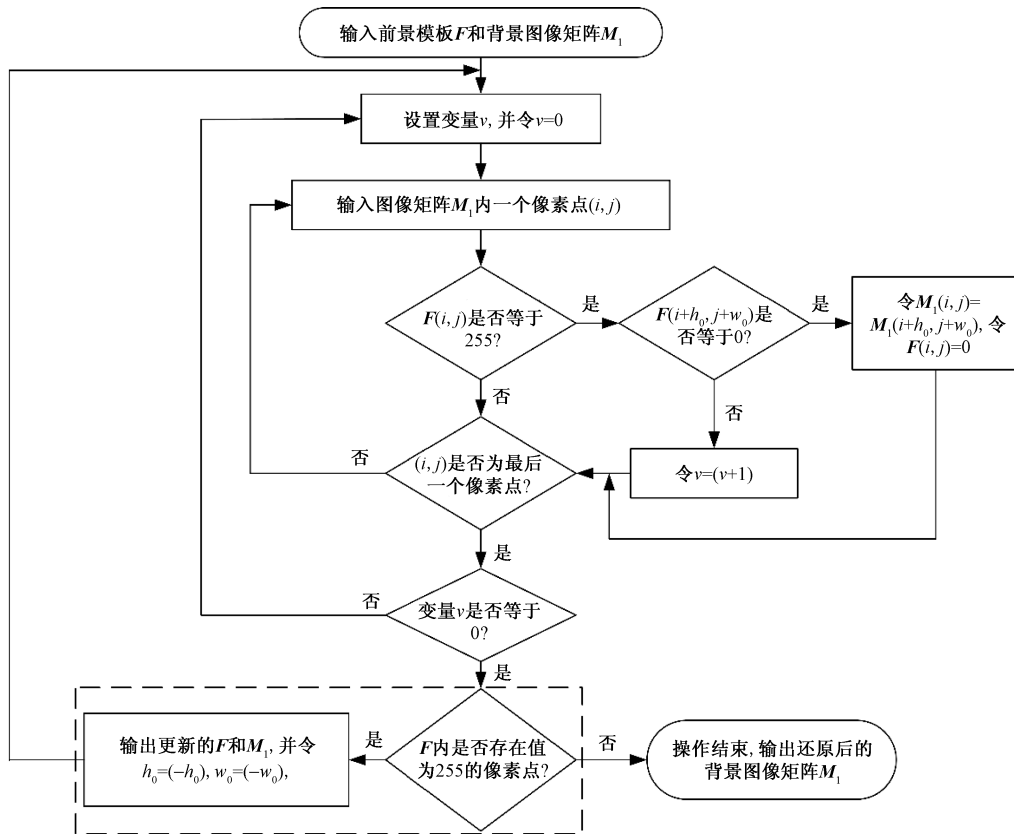 输入前景模板F和背景图像矩阵M₁
设置变量v, 并令v=0
输入图像矩阵M₁内一个像素点(i, j)
F(i, j)是否等于
255?
是
F(i+h₀, j+w₀)是
否等于0?
是
令M₁(i, j)=
M₁(i+h₀, j+w₀), 令
F(i, j)=0
否
否
令v=(v+1)
(i, j)是否为最后
一个像素点?
否
是
变量v是否等于
0?
否
是
F内是否存在值
为255的像素点?
是
输出更新的F和M₁, 并令
h₀=(−h₀), w₀=(−w₀),
否
操作结束, 输出还原后的
背景图像矩阵M₁